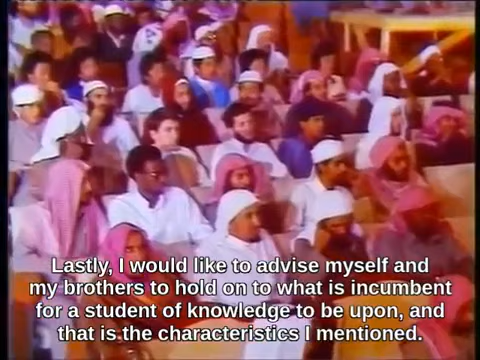 Lastly, I would like to advise myself and
my brothers to hold on to what is incumbent
for a student of knowledge to be upon, and
that is the characteristics I mentioned.